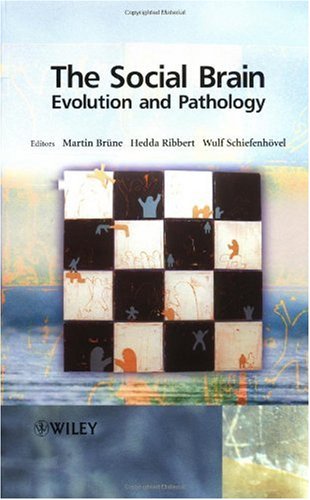 The Social Brain
Evolution and Pathology
Editors Martin Brüne Hedda Ribbert Wulf Schiefenhövel
WILEY